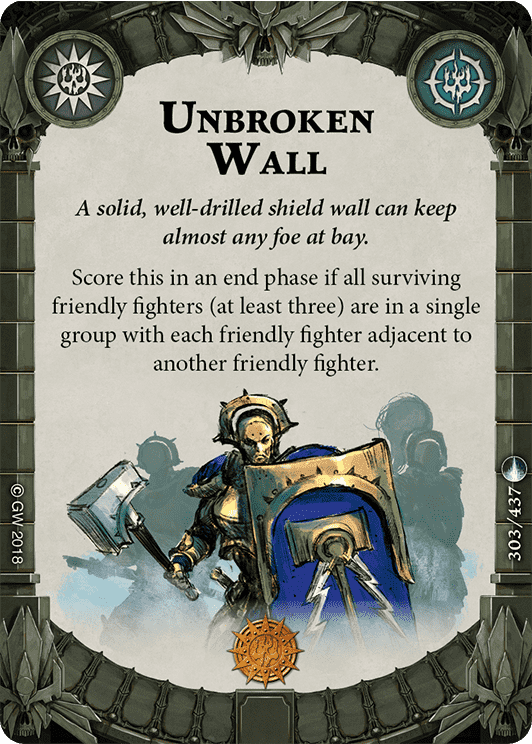 UNBROKEN
WALL
A solid, well-drilled shield wall can keep
almost any foe at bay.
Score this in an end phase if all surviving
friendly fighters (at least three) are in a single
group with each friendly fighter adjacent to
another friendly fighter.
© GW 2018
303/437